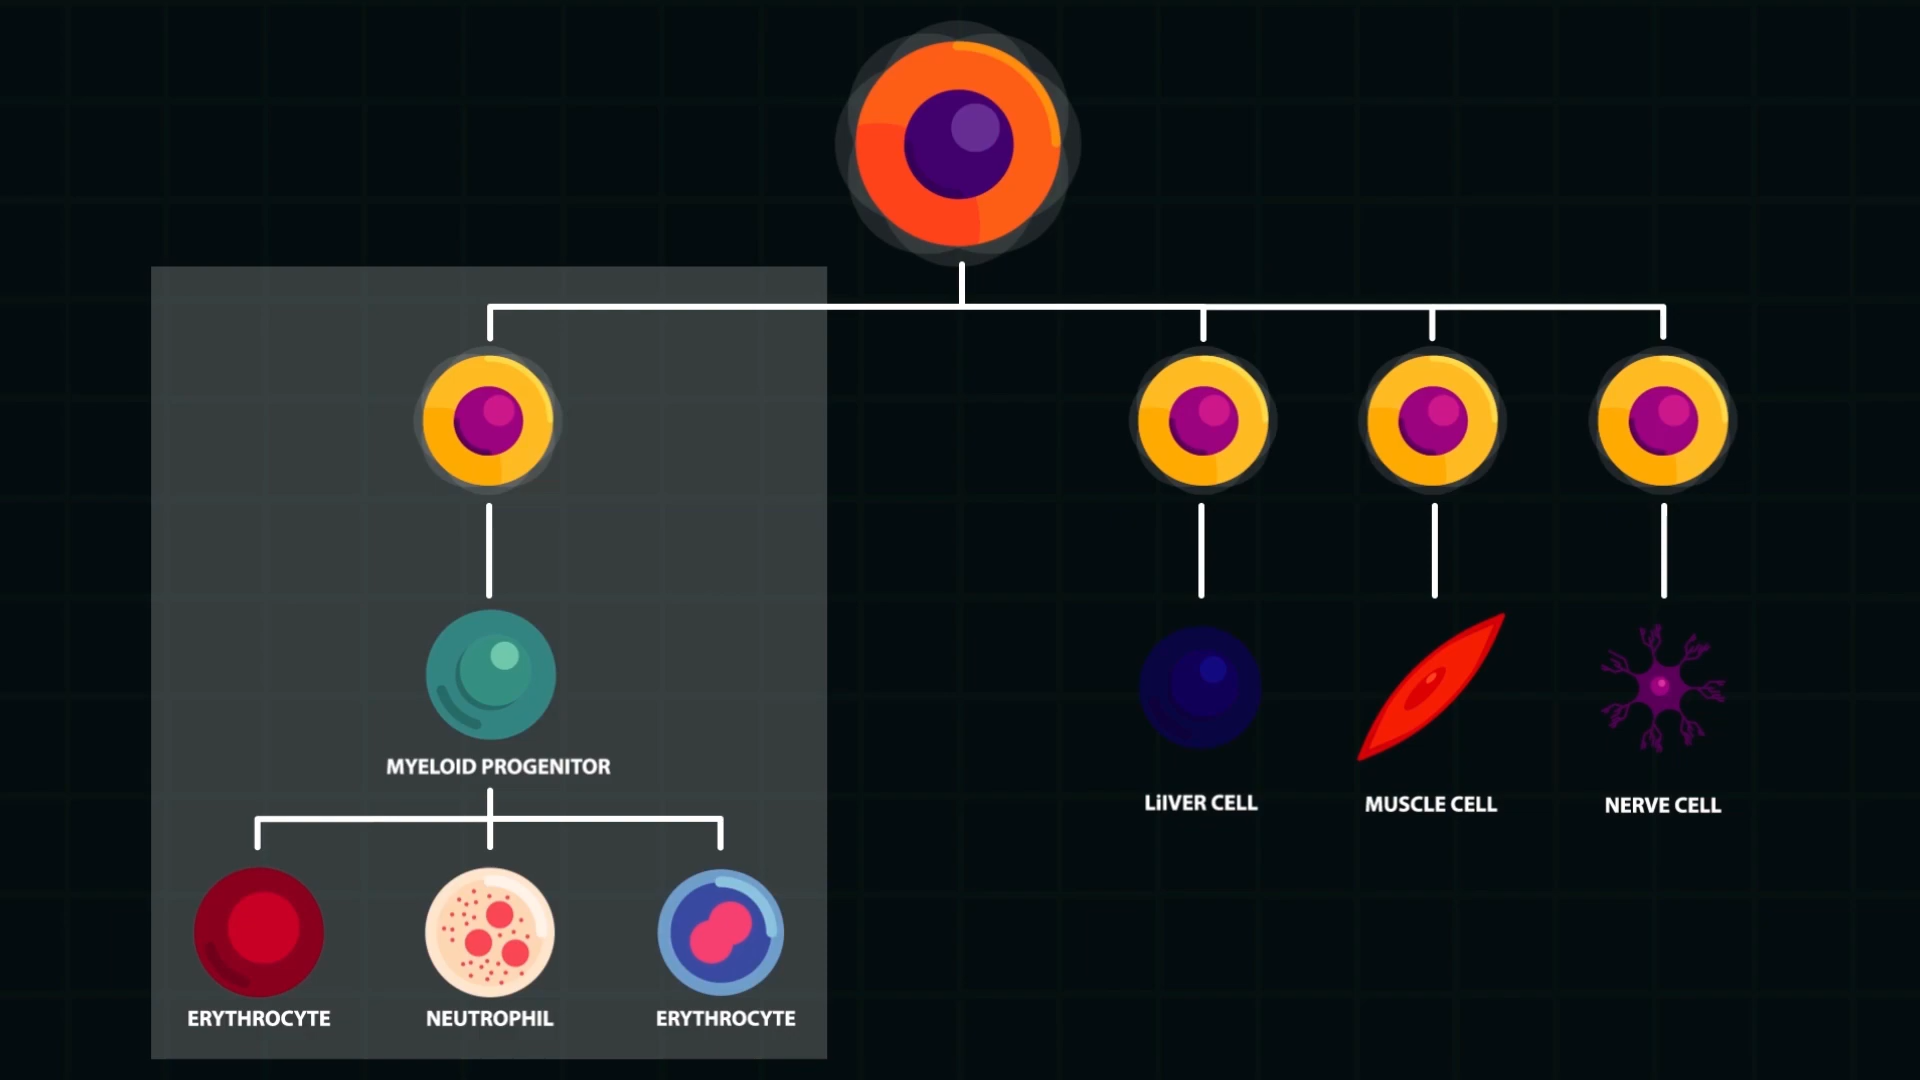 MYELOID PROGENITOR
LiIVER CELL
MUSCLE CELL
NERVE CELL
ERYTHROCYTE
NEUTROPHIL
ERYTHROCYTE